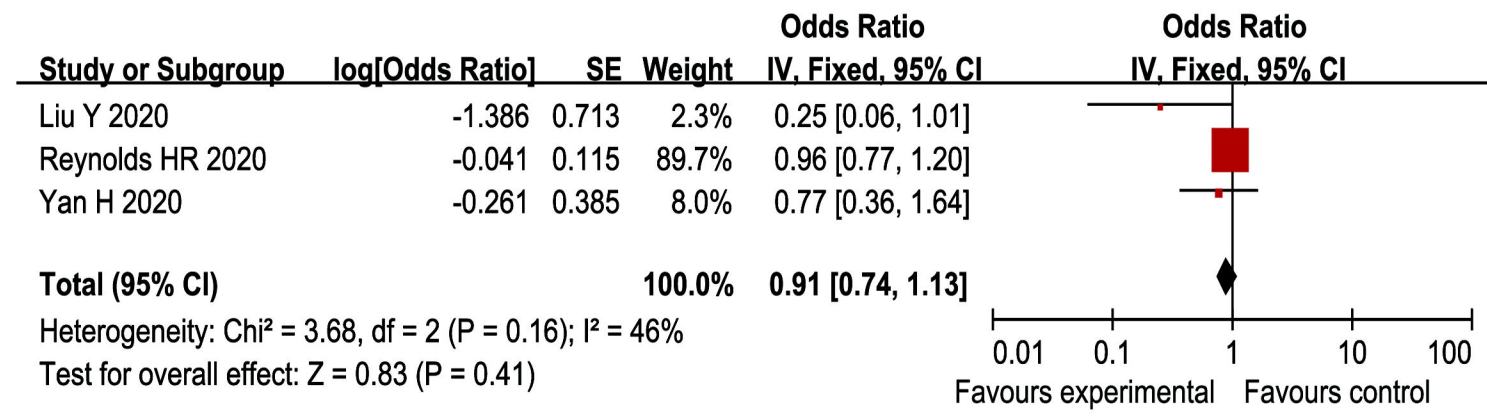 Odds Ratio Odds Ratio
Study or Subgroup log[Odds Ratio] SE Weight IV, Fixed, 95% CI IV, Fixed, 95% CI
Liu Y 2020 -1.386 0.713 2.3% 0.25 [0.06, 1.01]
Reynolds HR 2020 -0.041 0.115 89.7% 0.96 [0.77, 1.20]
Yan H 2020 -0.261 0.385 8.0% 0.77 [0.36, 1.64]
Total (95% CI) 100.0% 0.91 [0.74, 1.13]
Heterogeneity: Chi² = 3.68, df = 2 (P = 0.16); I² = 46%
Test for overall effect: Z = 0.83 (P = 0.41)
0.01 0.1 1 10 100
Favours experimental Favours control